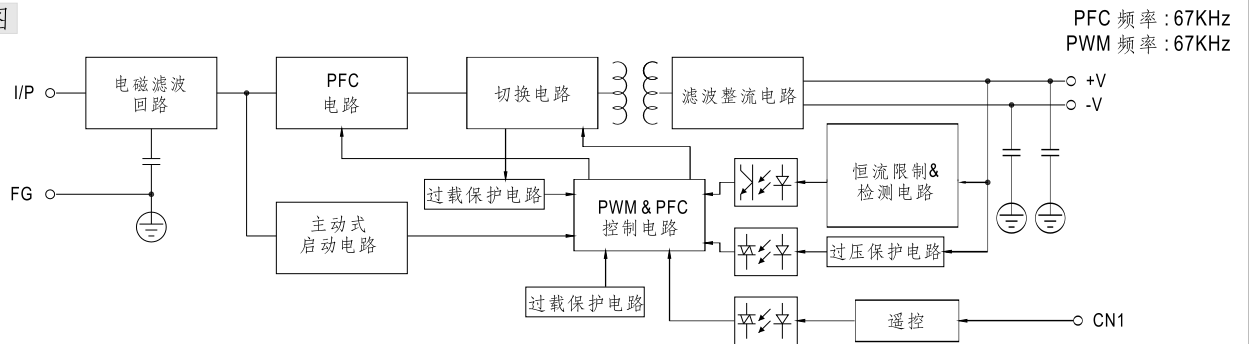 图
PFC 频率 : 67KHz
PWM 频率 : 67KHz
I/P
电磁滤波
回路
PFC
电路
切换电路
滤波整流电路
+V
-V
FG
过载保护电路
PWM & PFC
控制电路
恒流限制&
检测电路
主动式
启动电路
过压保护电路
过载保护电路
遥控
CN1